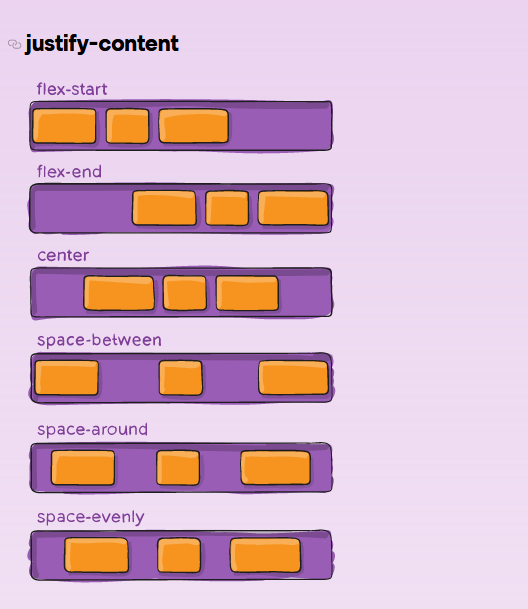 justify-content
flex-start
flex-end
center
space-between
space-around
space-evenly